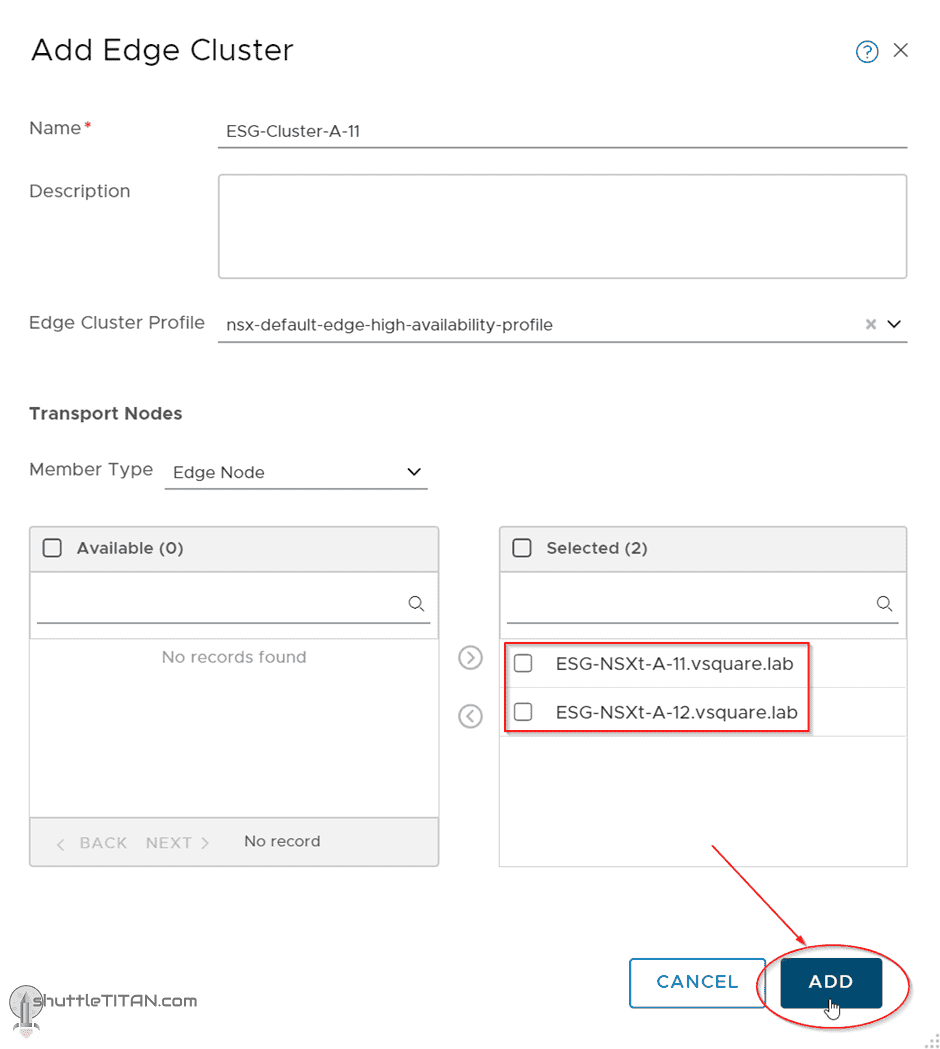 Add Edge Cluster
Name*
ESG-Cluster-A-11
Description
Edge Cluster Profile
nsx-default-edge-high-availability-profile
Transport Nodes
Member Type
Edge Node
Available (0)
No records found
BACK NEXT No record
Selected (2)
ESG-NSXt-A-11.vsquare.lab
ESG-NSXt-A-12.vsquare.lab
CANCEL
ADD
shuttleTITAN.com